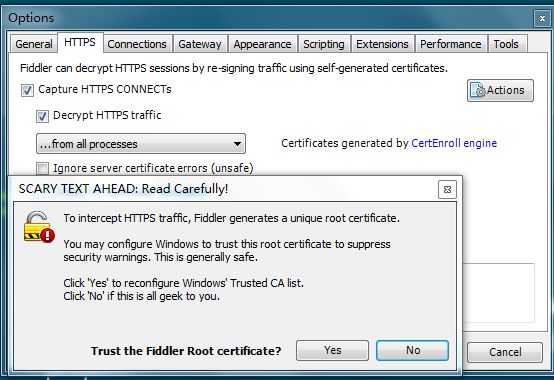 Options
General HTTPS Connections Gateway Appearance Scripting Extensions Performance Tools
Fiddler can decrypt HTTPS sessions by re-signing traffic using self-generated certificates.
Capture HTTPS CONNECTs
Actions
Decrypt HTTPS traffic
...from all processes
Certificates generated by CertEnroll engine
Ignore server certificate errors (unsafe)
SCARY TEXT AHEAD: Read Carefully!
To intercept HTTPS traffic, Fiddler generates a unique root certificate.
You may configure Windows to trust this root certificate to suppress
security warnings. This is generally safe.
Click 'Yes' to reconfigure Windows' Trusted CA list.
Click 'No' if this is all geek to you.
Trust the Fiddler Root certificate?
Yes
No
Cancel